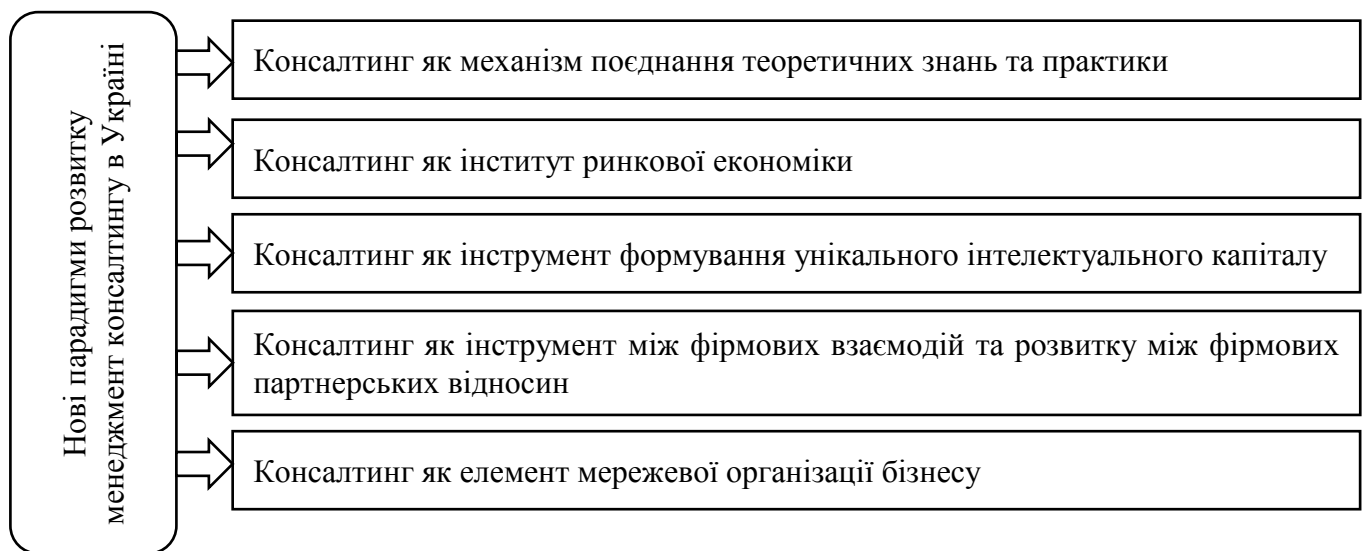 Нові парадигми розвитку
менеджмент консалтингу в Україні
Консалтинг як механізм поєднання теоретичних знань та практики
Консалтинг як інститут ринкової економіки
Консалтинг як інструмент формування унікального інтелектуального капіталу
Консалтинг як інструмент між фірмових взаємодій та розвитку між фірмових
партнерських відносин
Консалтинг як елемент мережевої організації бізнесу